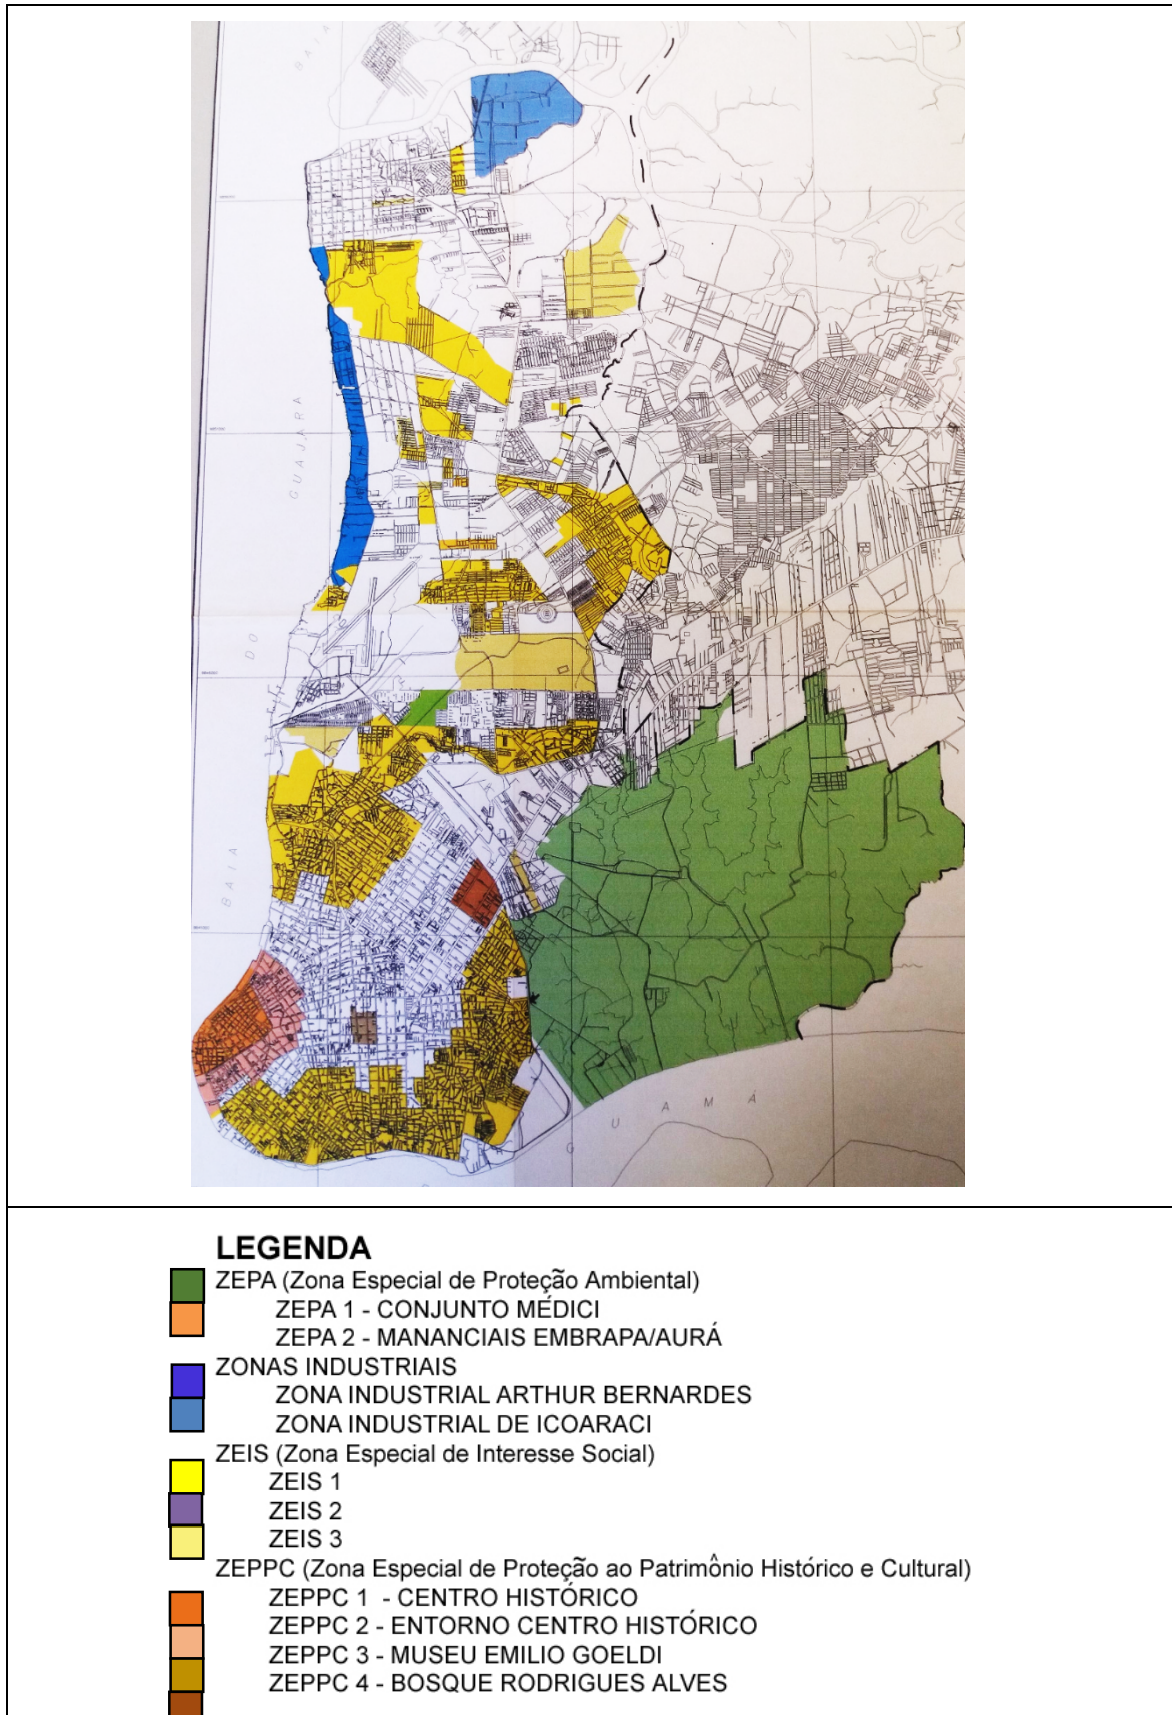 BAIA
GUAJARA
DO
BAIA
GUAMÁ
LEGENDA
ZEPA (Zona Especial de Proteção Ambiental)
ZEPA 1 - CONJUNTO MÉDICI
ZEPA 2 - MANANCIAIS EMBRAPA/AURÁ
ZONAS INDUSTRIAIS
ZONA INDUSTRIAL ARTHUR BERNARDES
ZONA INDUSTRIAL DE ICOARACI
ZEIS (Zona Especial de Interesse Social)
ZEIS 1
ZEIS 2
ZEIS 3
ZEPPC (Zona Especial de Proteção ao Patrimônio Histórico e Cultural)
ZEPPC 1 - CENTRO HISTÓRICO
ZEPPC 2 - ENTORNO CENTRO HISTÓRICO
ZEPPC 3 - MUSEU EMILIO GOELDI
ZEPPC 4 - BOSQUE RODRIGUES ALVES